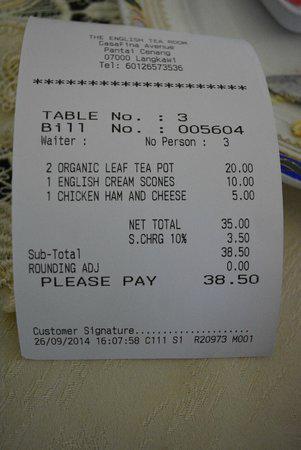 THE ENGLISH TEA ROOM
CasaFina Avenue
Pantai Cenang
07000 Langkawi
Tel: 60126573536
********************************
TABLE No. : 3
Bill No. : 005604
Waiter : No Person : 3
2 ORGANIC LEAF TEA POT 20.00
1 ENGLISH CREAM SCONES 10.00
1 CHICKEN HAM AND CHEESE 5.00
NET TOTAL 35.00
S.CHRG 10% 3.50
Sub-Total 38.50
ROUNDING ADJ 0.00
PLEASE PAY 38.50
Customer Signature......................
26/09/2014 16:07:58 C111 S1 R20973 M001